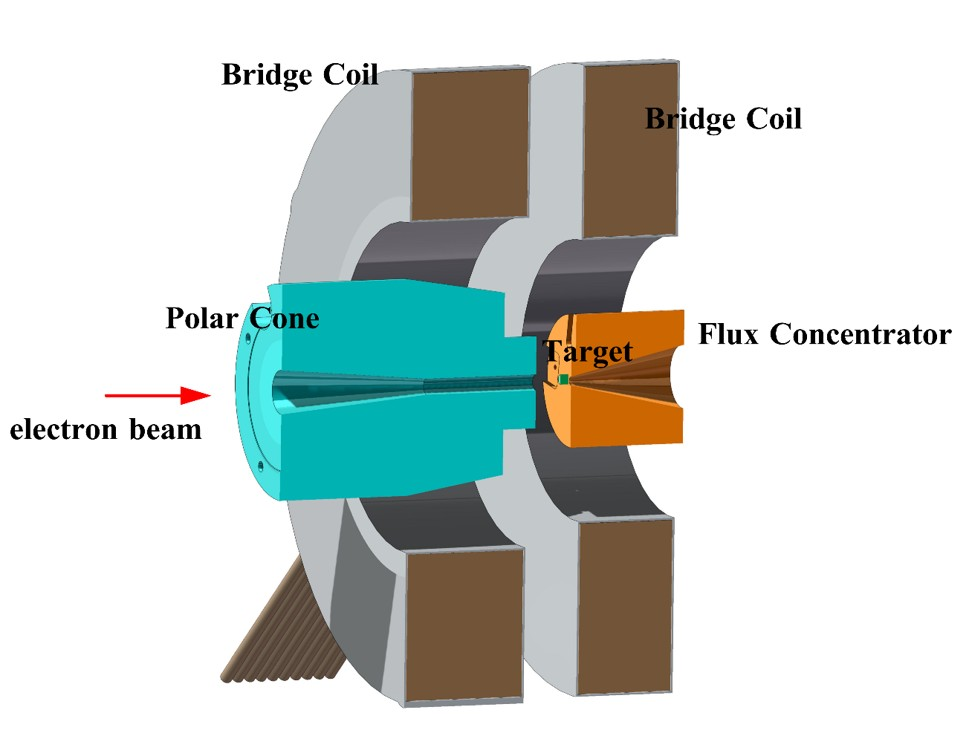 Bridge Coil
Bridge Coil
Polar Cone
Flux Concentrator
Target
electron beam